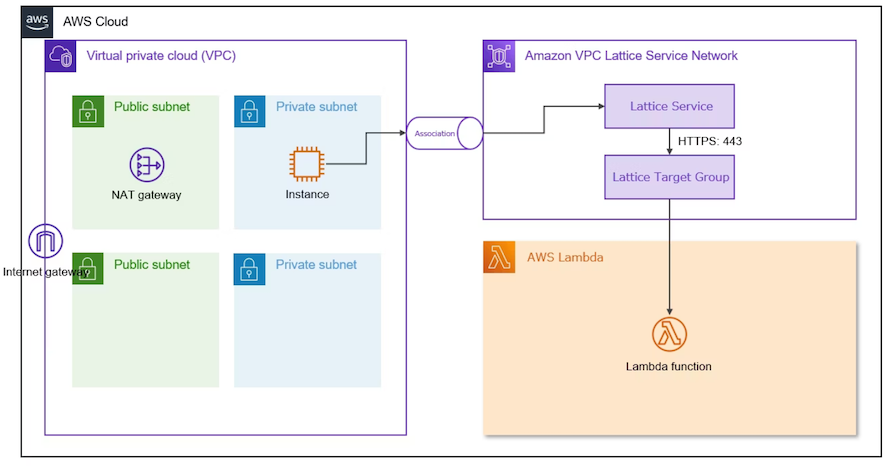 aws
AWS Cloud
Virtual private cloud (VPC)
Amazon VPC Lattice Service Network
Public subnet
Private subnet
Lattice Service
Association
HTTPS: 443
NAT gateway
Instance
Lattice Target Group
Internet gateway
Public subnet
Private subnet
AWS Lambda
Lambda function